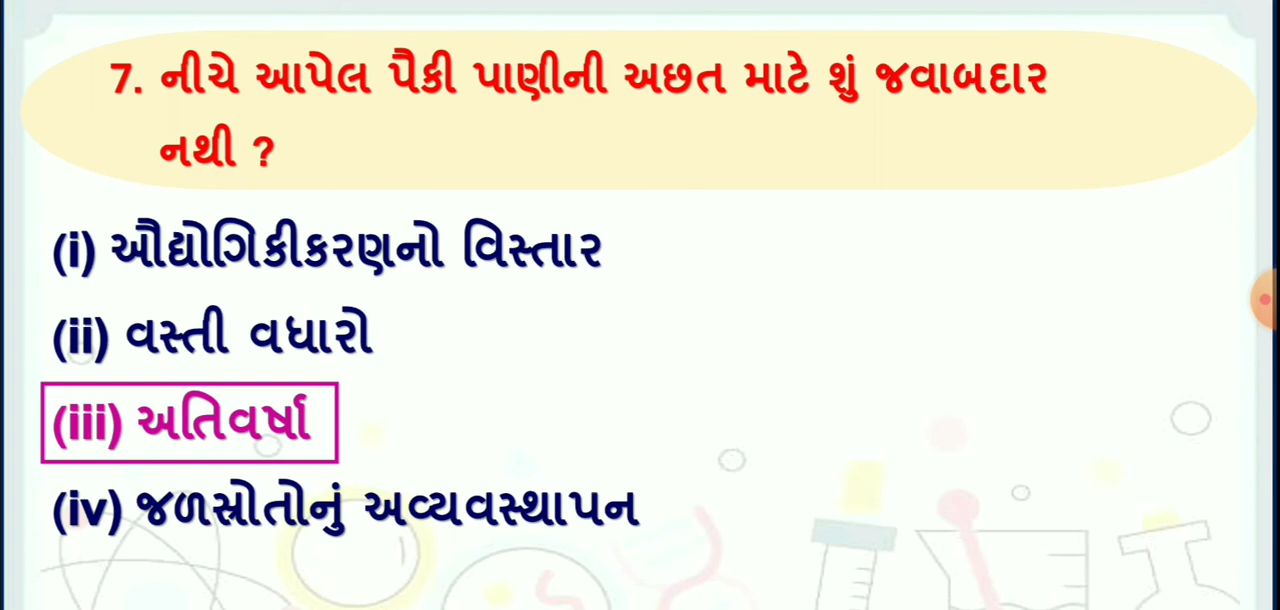 7. નીચે આપેલ પૈકી પાણીની અછત માટે શું જવાબદાર
નથી ?
(i) ઔદ્યોગિકીકરણનો વિસ્તાર
(ii) વસ્તી વધારો
(iii) અતિવર્ષા
(iv) જળસ્રોતોનું અવ્યવસ્થાપન